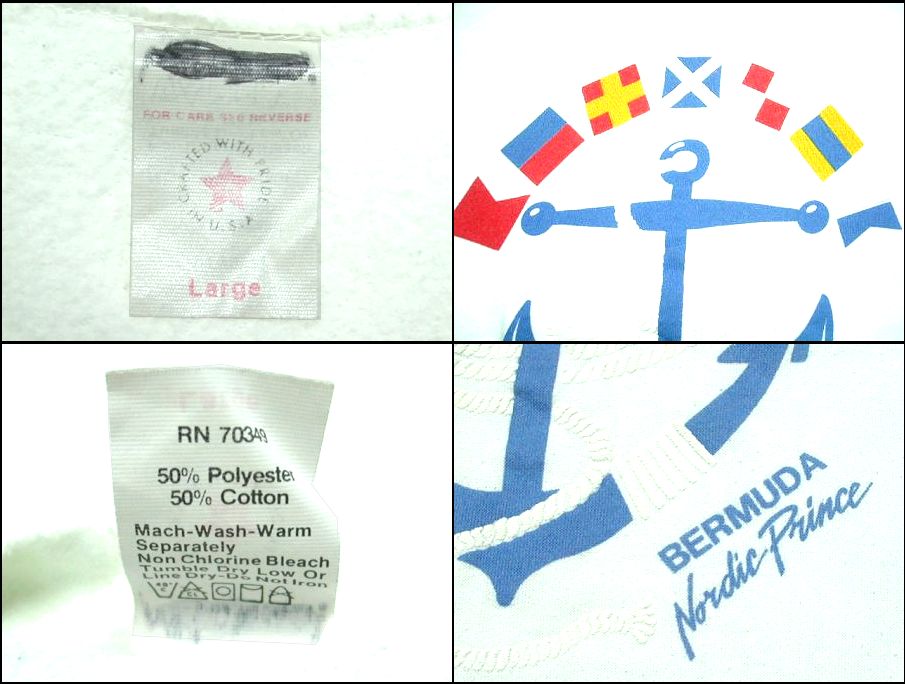 FOR CARE SEE REVERSE
CRAFTED WITH PRIDE
IN U.S.A.
Large
RN 70349
50% Polyester
50% Cotton
Mach-Wash-Warm
Separately
Non Chlorine Bleach
Tumble Dry Low Or
Line Dry-Do Not Iron
BERMUDA
Nordic Prince